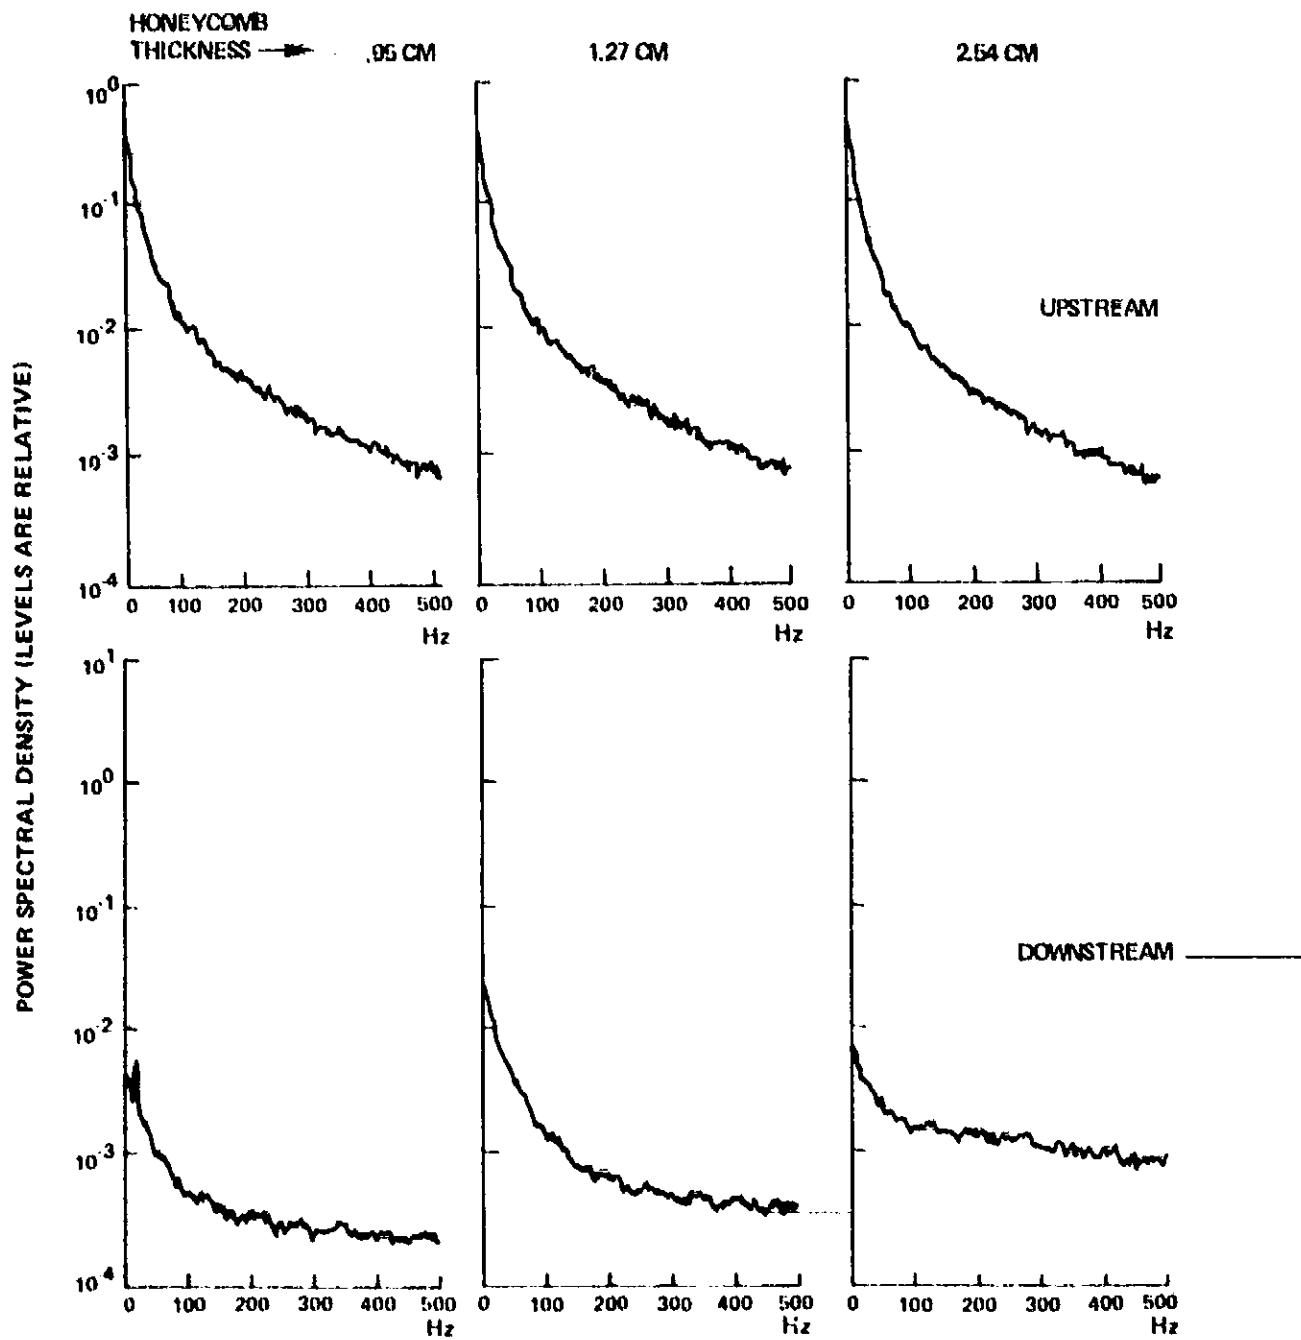 HONEYCOMB
THICKNESS → .95 CM 1.27 CM 2.54 CM
10^0
10^-1
10^-2
10^-3
10^-4
UPSTREAM
0 100 200 300 400 500 0 100 200 300 400 500 0 100 200 300 400 500
Hz Hz Hz
POWER SPECTRAL DENSITY (LEVELS ARE RELATIVE)
10^1
10^0
10^-1
10^-2
10^-3
10^-4
DOWNSTREAM
0 100 200 300 400 500 0 100 200 300 400 500 0 100 200 300 400 500
Hz Hz Hz